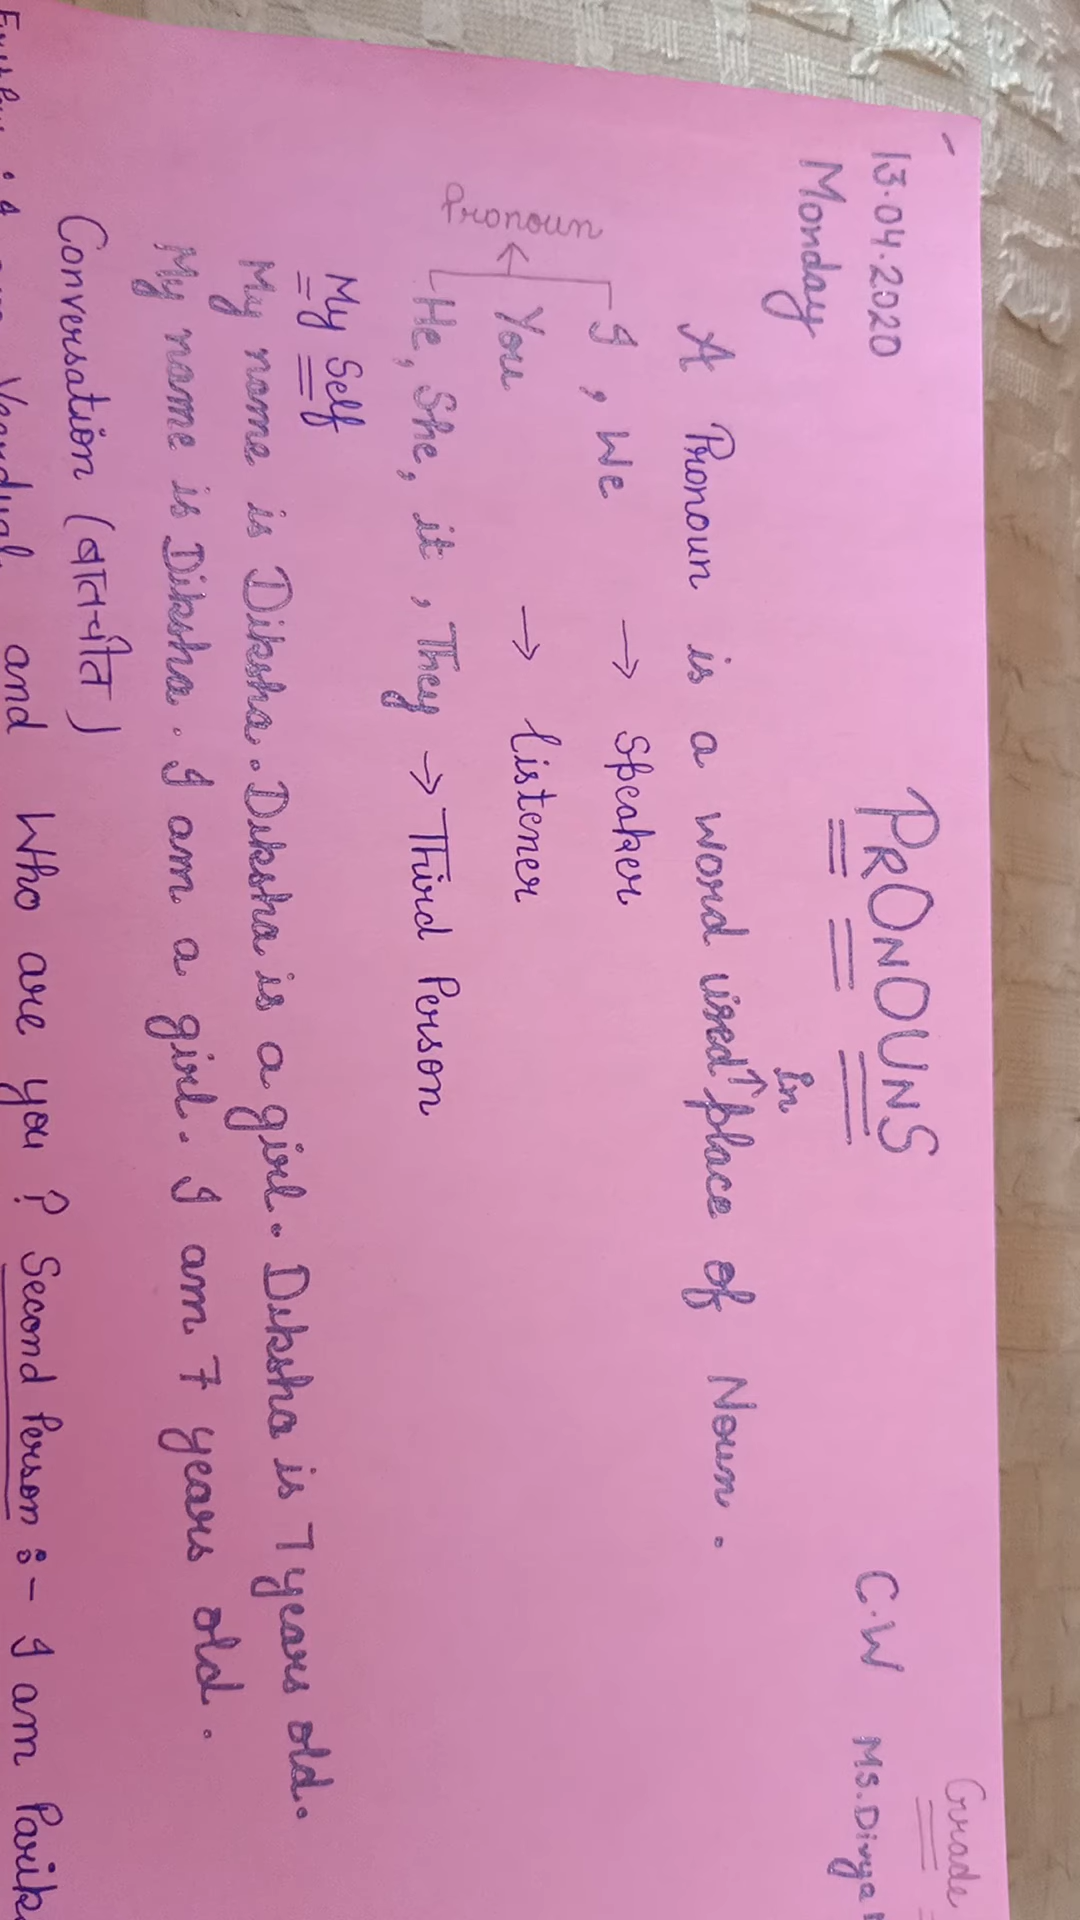 Grade
13.04.2020 PRONOUNS C.W Ms. Divya
Monday
In
A Pronoun is a word used ↑ place of Noun.
I, We → Speaker
Pronoun
You → listener
He, She, it, They → Third Person
My Self
My name is Diksha. Diksha is a girl. Diksha is 7 years old.
My name is Diksha. I am a girl. I am 7 years old.
Conversation (बातचीत)
and Who are you? Second Person :- I am